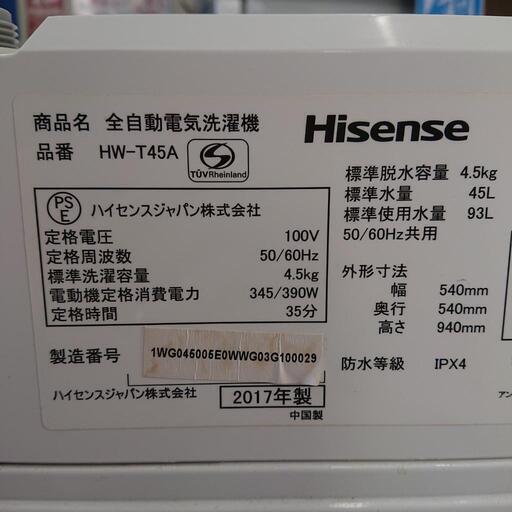 商品名 全自動電気洗濯機
品番 HW-T45A
TÜVRheinland
Hisense
PS
E
ハイセンスジャパン株式会社
定格電圧 100V
定格周波数 50/60Hz
標準洗濯容量 4.5kg
電動機定格消費電力 345/390W
定格時間 35分
標準脱水容量 4.5kg
標準水量 45L
標準使用水量 93L
50/60Hz共用
外形寸法
幅 540mm
奥行 540mm
高さ 940mm
防水等級 IPX4
製造番号 1WG045005E0WWG03G100029
ハイセンスジャパン株式会社 2017年製
中国製
アン